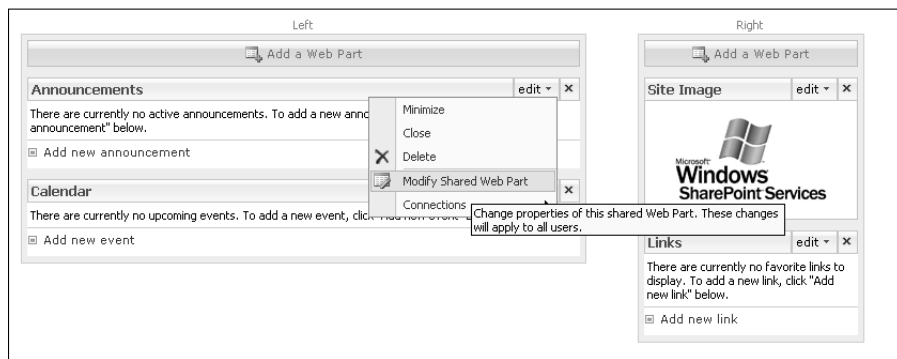 Left
Add a Web Part
Announcements
edit
There are currently no active announcements. To add a new anno
announcement" below.
Add new announcement
Minimize
Close
Delete
Modify Shared Web Part
Connections
Calendar
There are currently no upcoming events. To add a new event, click
Add new event
Change properties of this shared Web Part. These changes
will apply to all users.
Right
Add a Web Part
Site Image
edit
Microsoft
Windows
SharePoint Services
Links
edit
There are currently no favorite links to
display. To add a new link, click "Add
new link" below.
Add new link